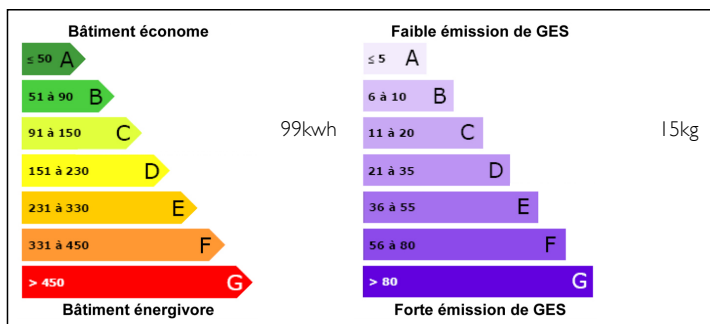 Bâtiment économe
≤ 50 A
51 à 90 B
91 à 150 C
151 à 230 D
231 à 330 E
331 à 450 F
> 450 G
Bâtiment énergivore
99kwh
Faible émission de GES
≤ 5 A
6 à 10 B
11 à 20 C
21 à 35 D
36 à 55 E
56 à 80 F
> 80 G
Forte émission de GES
15kg